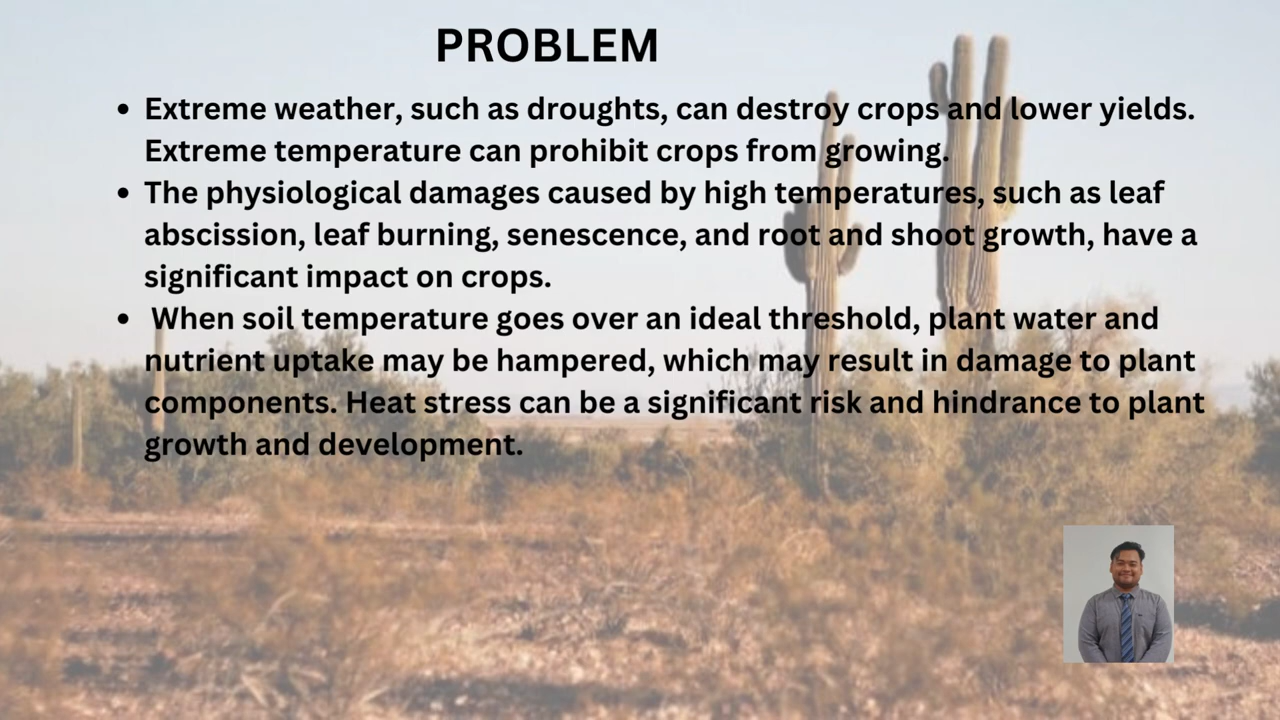 PROBLEM
• Extreme weather, such as droughts, can destroy crops and lower yields.
Extreme temperature can prohibit crops from growing.
• The physiological damages caused by high temperatures, such as leaf
abscission, leaf burning, senescence, and root and shoot growth, have a
significant impact on crops.
• When soil temperature goes over an ideal threshold, plant water and
nutrient uptake may be hampered, which may result in damage to plant
components. Heat stress can be a significant risk and hindrance to plant
growth and development.